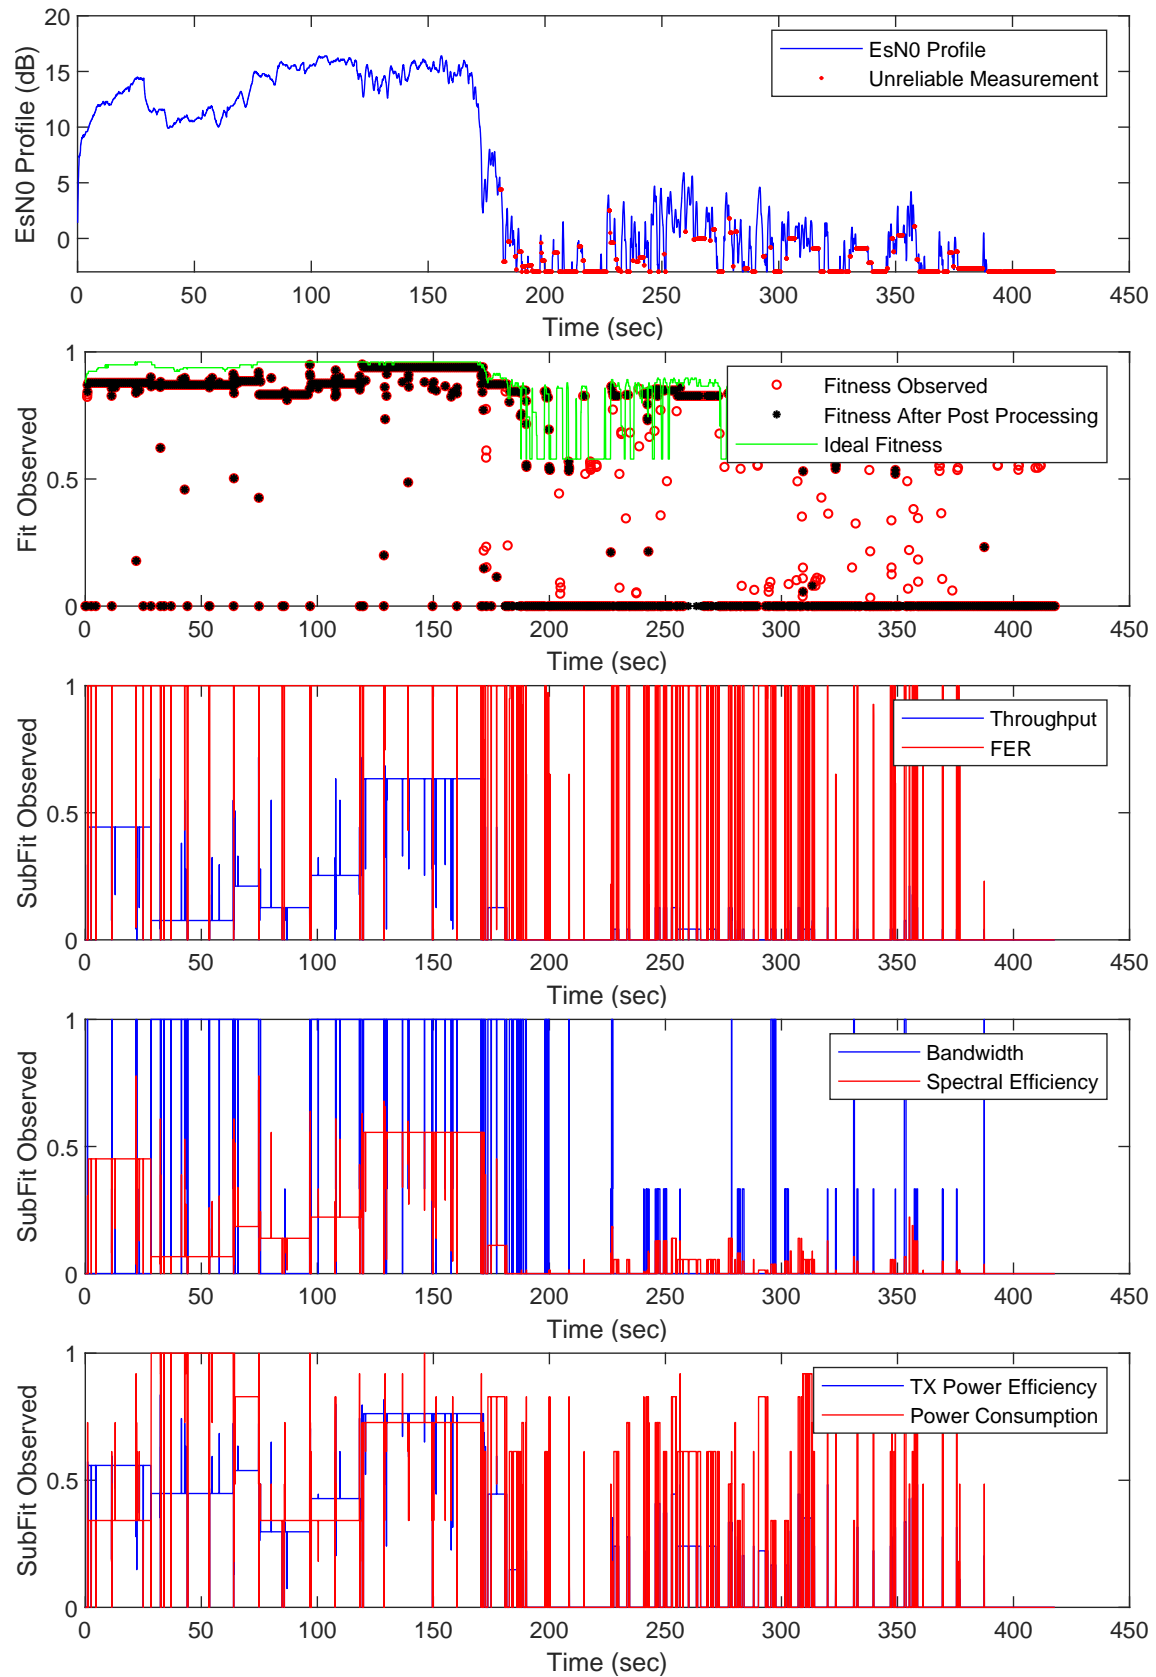 20
15
10
5
0
EsN0 Profile (dB)
EsN0 Profile
Unreliable Measurement
0 50 100 150 200 250 300 350 400 450
Time (sec)
1
0.5
0
Fit Observed
Fitness Observed
Fitness After Post Processing
Ideal Fitness
0 50 100 150 200 250 300 350 400 450
Time (sec)
1
0.5
0
SubFit Observed
Throughput
FER
0 50 100 150 200 250 300 350 400 450
Time (sec)
1
0.5
0
SubFit Observed
Bandwidth
Spectral Efficiency
0 50 100 150 200 250 300 350 400 450
Time (sec)
1
0.5
0
SubFit Observed
TX Power Efficiency
Power Consumption
0 50 100 150 200 250 300 350 400 450
Time (sec)